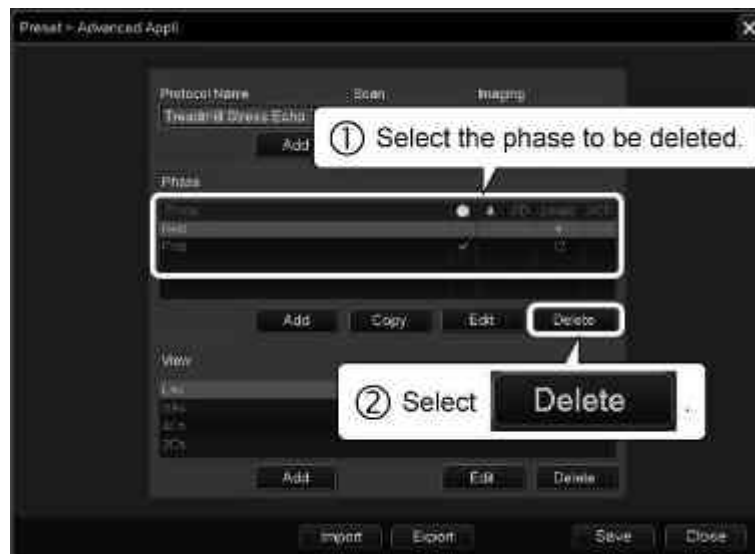 Preset > Advanced Appli
Protocol Name Scan Imaging
Treadmill Stress Echo
Add
① Select the phase to be deleted.
Phase
Phase
Rest
Post
Add Copy Edit Delete
View
② Select Delete .
Add Edit Delete
Import Export Save Close